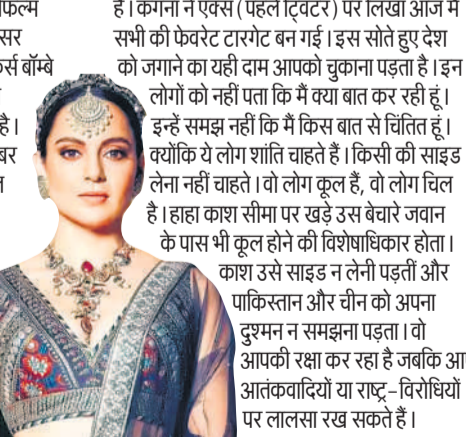 फिल्म
सर
र्स बॉम्बे
है।
बर
है। कंगना ने एक्स (पहले ट्विटर) पर लिखा आज मैं
सभी की फेवरेट टारगेट बन गई। इस सोते हुए देश
को जगाने का यही दाम आपको चुकाना पड़ता है। इन
लोगों को नहीं पता कि मैं क्या बात कर रही हूं।
इन्हें समझ नहीं कि मैं किस बात से चिंतित हूं।
क्योंकि ये लोग शांति चाहते हैं। किसी की साइड
लेना नहीं चाहते। वो लोग कूल हैं, वो लोग चिल
है। हाहा काश सीमा पर खड़े उस बेचारे जवान
के पास भी कूल होने की विशेषाधिकार होता।
काश उसे साइड न लेनी पड़तीं और
पाकिस्तान और चीन को अपना
दुश्मन न समझना पड़ता। वो
आपकी रक्षा कर रहा है जबकि आ
आतंकवादियों या राष्ट्र-विरोधियों
पर लालसा रख सकते हैं।